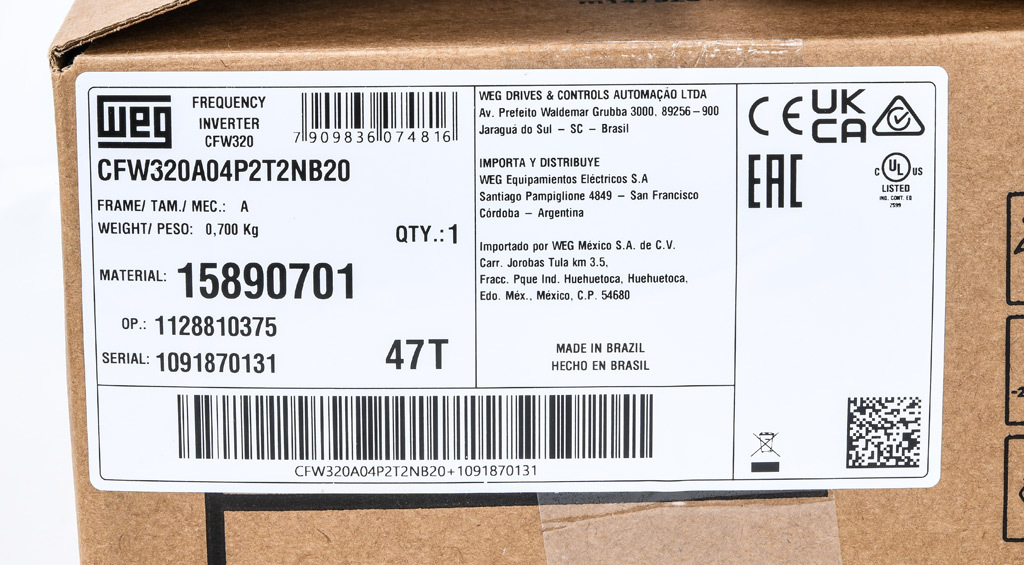 weg
FREQUENCY
INVERTER
CFW320
7 909836 074816
CFW320A04P2T2NB20
FRAME/ TAM./ MEC.: A
WEIGHT/ PESO: 0,700 Kg
QTY.: 1
MATERIAL: 15890701
OP.: 1128810375
SERIAL: 1091870131
47T
WEG DRIVES & CONTROLS AUTOMAÇÃO LTDA
Av. Prefeito Waldemar Grubba 3000. 89256-900
Jaraguá do Sul - SC - Brasil
IMPORTA Y DISTRIBUYE
WEG Equipamientos Eléctricos S.A
Santiago Pampiglione 4849 - San Francisco
Córdoba - Argentina
Importado por WEG México S.A. de C.V.
Carr. Jorobas Tula km 3.5,
Fracc. Pque Ind. Huehuetoca, Huehuetoca,
Edo. Méx., México, C.P. 54680
MADE IN BRAZIL
HECHO EN BRASIL
CE UK
CA
EAC
C UL US
LISTED
IND. CONT. EQ
CFW320A04P2T2NB20+1091870131